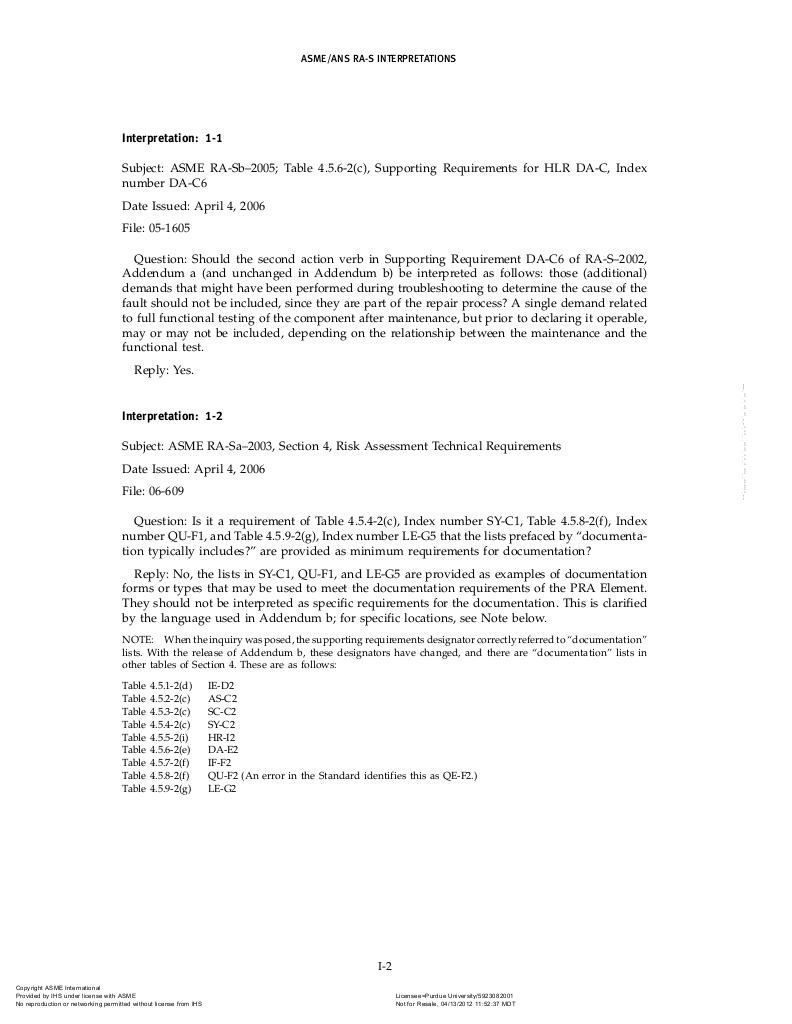 ASME/ANS RA-S INTERPRETATIONS
Interpretation: 1-1
Subject: ASME RA-Sb–2005; Table 4.5.6-2(c), Supporting Requirements for HLR DA-C, Index
number DA-C6
Date Issued: April 4, 2006
File: 05-1605
Question: Should the second action verb in Supporting Requirement DA-C6 of RA-S–2002,
Addendum a (and unchanged in Addendum b) be interpreted as follows: those (additional)
demands that might have been performed during troubleshooting to determine the cause of the
fault should not be included, since they are part of the repair process? A single demand related
to full functional testing of the component after maintenance, but prior to declaring it operable,
may or may not be included, depending on the relationship between the maintenance and the
functional test.
Reply: Yes.
Interpretation: 1-2
Subject: ASME RA-Sa–2003, Section 4, Risk Assessment Technical Requirements
Date Issued: April 4, 2006
File: 06-609
Question: Is it a requirement of Table 4.5.4-2(c), Index number SY-C1, Table 4.5.8-2(f), Index
number QU-F1, and Table 4.5.9-2(g), Index number LE-G5 that the lists prefaced by “documenta-
tion typically includes?” are provided as minimum requirements for documentation?
Reply: No, the lists in SY-C1, QU-F1, and LE-G5 are provided as examples of documentation
forms or types that may be used to meet the documentation requirements of the PRA Element.
They should not be interpreted as specific requirements for the documentation. This is clarified
by the language used in Addendum b; for specific locations, see Note below.
NOTE: When the inquiry was posed, the supporting requirements designator correctly referred to “documentation”
lists. With the release of Addendum b, these designators have changed, and there are “documentation” lists in
other tables of Section 4. These are as follows:
Table 4.5.1-2(d) IE-D2
Table 4.5.2-2(c) AS-C2
Table 4.5.3-2(c) SC-C2
Table 4.5.4-2(c) SY-C2
Table 4.5.5-2(i) HR-I2
Table 4.5.6-2(e) DA-E2
Table 4.5.7-2(f) IF-F2
Table 4.5.8-2(f) QU-F2 (An error in the Standard identifies this as QE-F2.)
Table 4.5.9-2(g) LE-G2
I-2
Copyright ASME International
Provided by IHS under license with ASME
No reproduction or networking permitted without license from IHS
Licensee=Purdue University/5923082001
Not for Resale, 04/13/2012 11:52:37 MDT